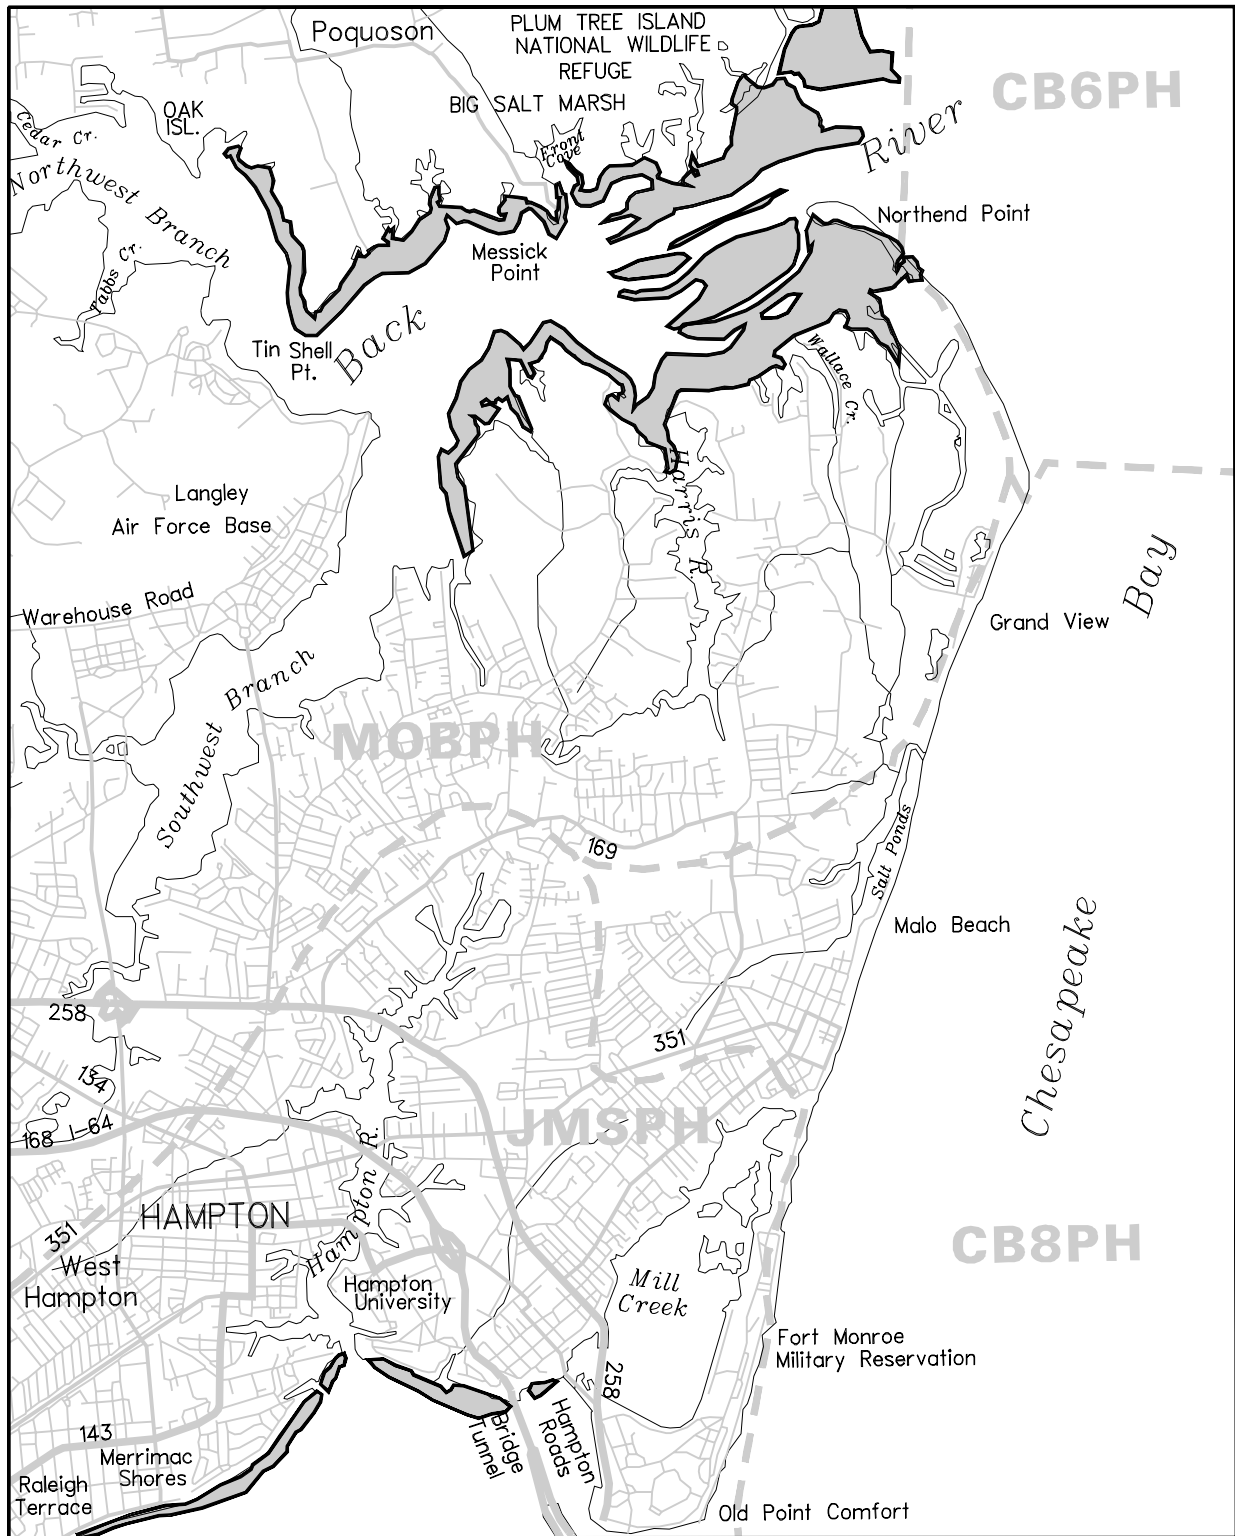 Poquoson
PLUM TREE ISLAND
NATIONAL WILDLIFE
REFUGE
BIG SALT MARSH
CB6PH
OAK
ISL.
Cedar Cr.
Northwest Branch
Front
Cove
River
Northend Point
Tabbs Cr.
Messick
Point
Tin Shell
Pt.
Back
Wallace Cr.
Langley
Air Force Base
Harris R.
Warehouse Road
Grand View
Bay
Southwest Branch
MOBPH
169
Salt Ponds
Malo Beach
Chesapeake
258
351
134
168 I-64
JMSPH
Hampton R.
HAMPTON
351
West
Hampton
CB8PH
Hampton
University
Mill
Creek
Fort Monroe
Military Reservation
258
143
Merrimac
Shores
Raleigh
Terrace
Bridge
Tunnel
Hampton
Roads
Old Point Comfort